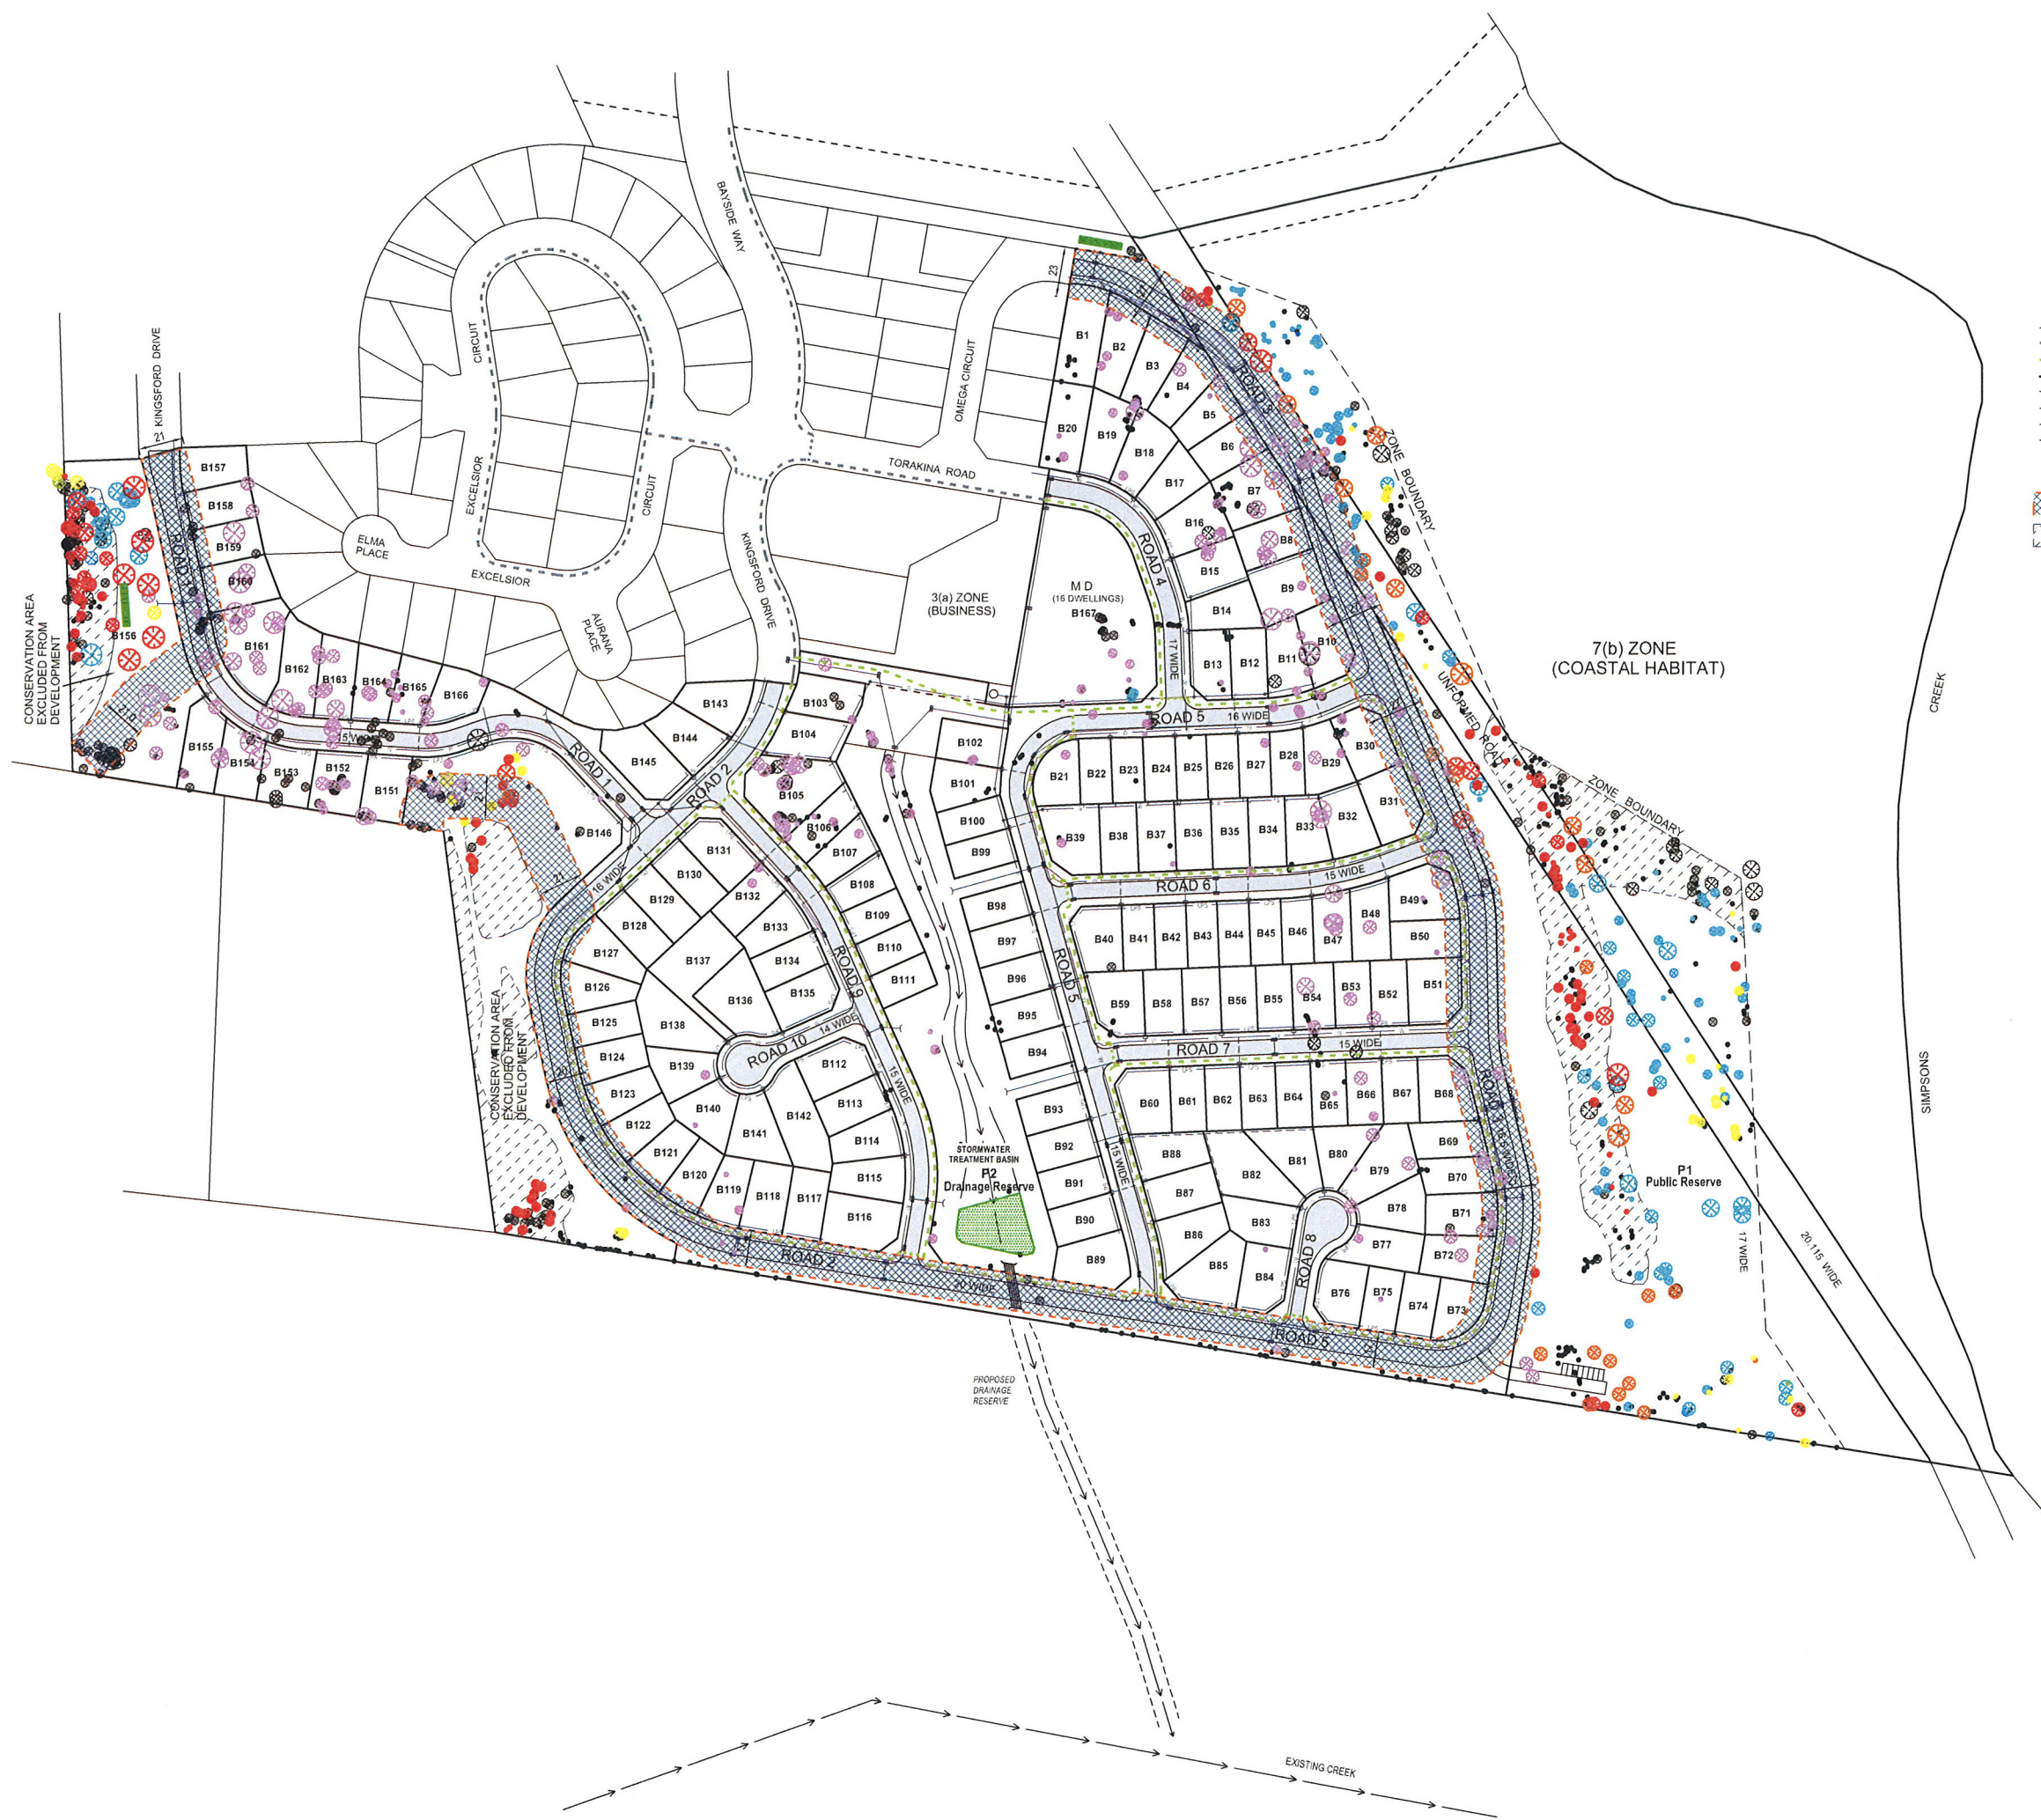 BAYSIDE WAY
23
KINGSFORD DRIVE
CIRCUIT
OMEGA CIRCUIT
B1
B2
B3
B4
B5
B6
B7
B8
B9
B10
B20
B19
B18
B17
B16
B15
B14
B13
B12
B11
ZONE BOUNDARY
21
B157
B158
B159
B160
B161
B162
B163
B164
B165
B166
ROAD 1
TORAKINA ROAD
EXCELSIOR
CIRCUIT
ELMA
PLACE
EXCELSIOR
AURANA
PLACE
KINGSFORD DRIVE
3(a) ZONE
(BUSINESS)
M D
(16 DWELLINGS)
B167
ROAD 4
17 WIDE
7(b) ZONE
(COASTAL HABITAT)
CREEK
SIMPSONS
UNFORMED ROAD
ZONE BOUNDARY
CONSERVATION AREA
EXCLUDED FROM
DEVELOPMENT
B156
B155
B154
B153
B152
B151
15 WIDE
ROAD 1
B143
B144
B145
B146
ROAD 2
16 WIDE
B103
B104
B105
B106
B107
B108
B109
B110
B111
B102
B101
B100
B99
B98
B97
B96
B95
B94
B93
B92
B91
B90
B89
ROAD 5
16 WIDE
B21
B22
B23
B24
B25
B26
B27
B28
B29
B30
B31
B32
B33
B34
B35
B36
B37
B38
B39
ROAD 6
15 WIDE
B40
B41
B42
B43
B44
B45
B46
B47
B48
B49
B50
B51
B52
B53
B54
B55
B56
B57
B58
B59
ROAD 5
ROAD 7
15 WIDE
B60
B61
B62
B63
B64
B65
B66
B67
B68
B69
B70
B71
B72
B73
B74
B75
B76
B77
B78
B79
B80
B81
B82
B83
B84
B85
B86
B87
B88
15 WIDE
ROAD 8
ROAD 5
B131
B130
B129
B128
B127
B126
B125
B124
B123
B122
B121
B120
B119
B118
B117
B116
B115
B114
B113
B112
B132
B133
B134
B135
B136
B137
B138
B139
B140
B141
B142
ROAD 9
ROAD 10
14 WIDE
15 WIDE
CONSERVATION AREA
EXCLUDED FROM
DEVELOPMENT
STORMWATER
TREATMENT BASIN
P2
Drainage Reserve
ROAD 2
20 WIDE
P1
Public Reserve
17 WIDE
20.115 WIDE
PROPOSED
DRAINAGE
RESERVE
EXISTING CREEK